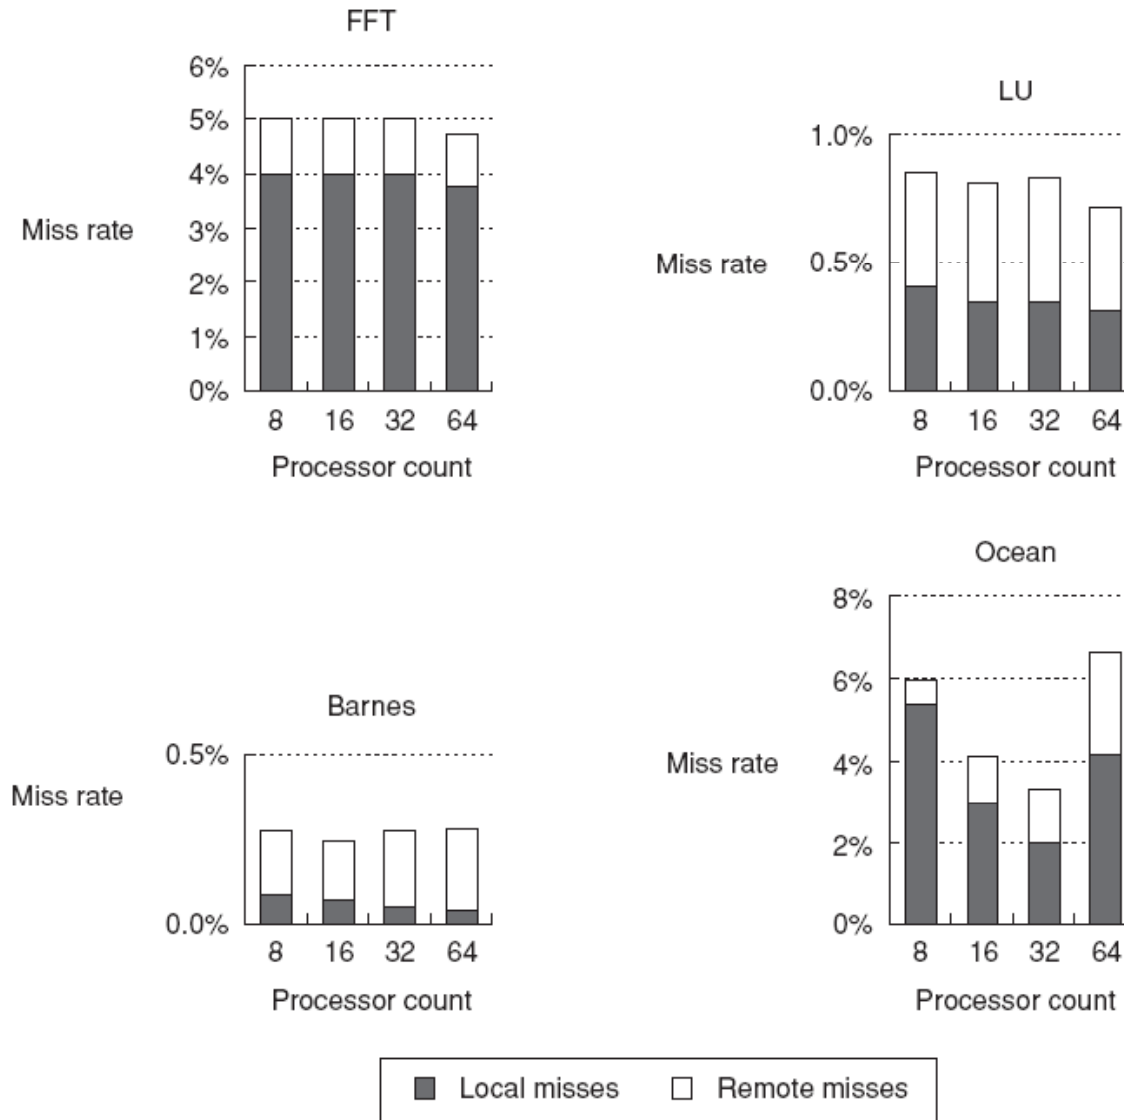 FFT
6%
5%
4%
3%
2%
1%
0%
Miss rate
8 16 32 64
Processor count
LU
1.0%
0.5%
0.0%
Miss rate
8 16 32 64
Processor count
Barnes
0.5%
0.0%
Miss rate
8 16 32 64
Processor count
Ocean
8%
6%
4%
2%
0%
Miss rate
8 16 32 64
Processor count
Local misses Remote misses